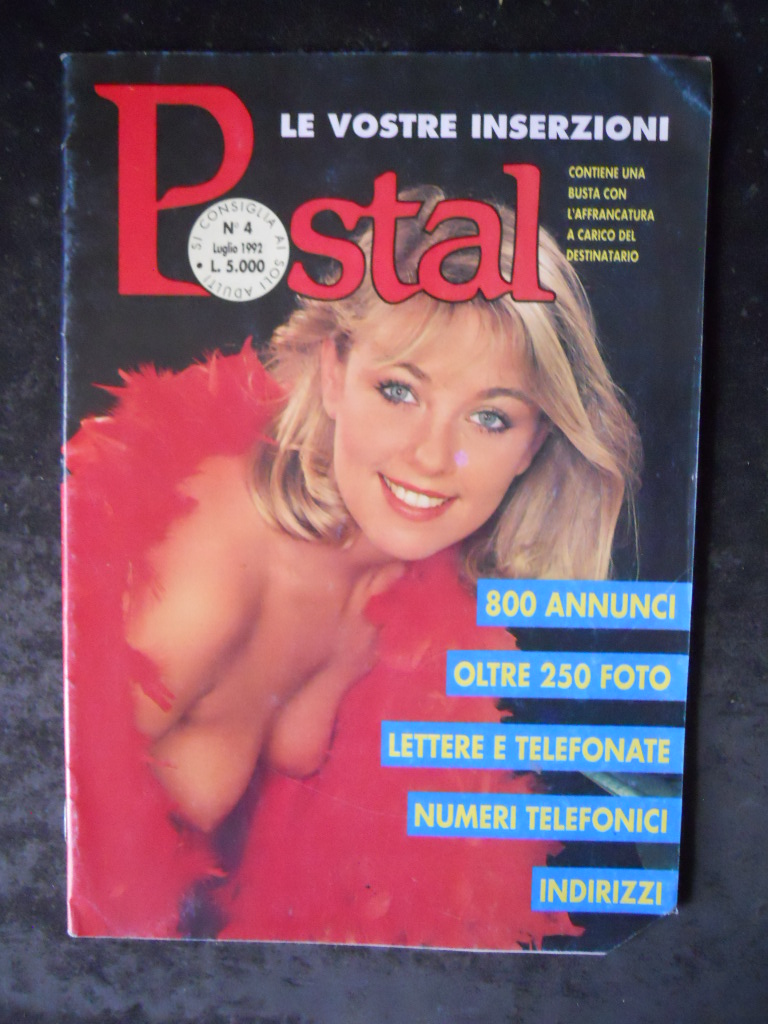 LE VOSTRE INSERZIONI
Postal
CONTIENE UNA
BUSTA CON
L'AFFRANCATURA
A CARICO DEL
DESTINATARIO
SI CONSIGLIA AI SOLI ADULTI •
N° 4
Luglio 1992
L. 5.000
800 ANNUNCI
OLTRE 250 FOTO
LETTERE E TELEFONATE
NUMERI TELEFONICI
INDIRIZZI